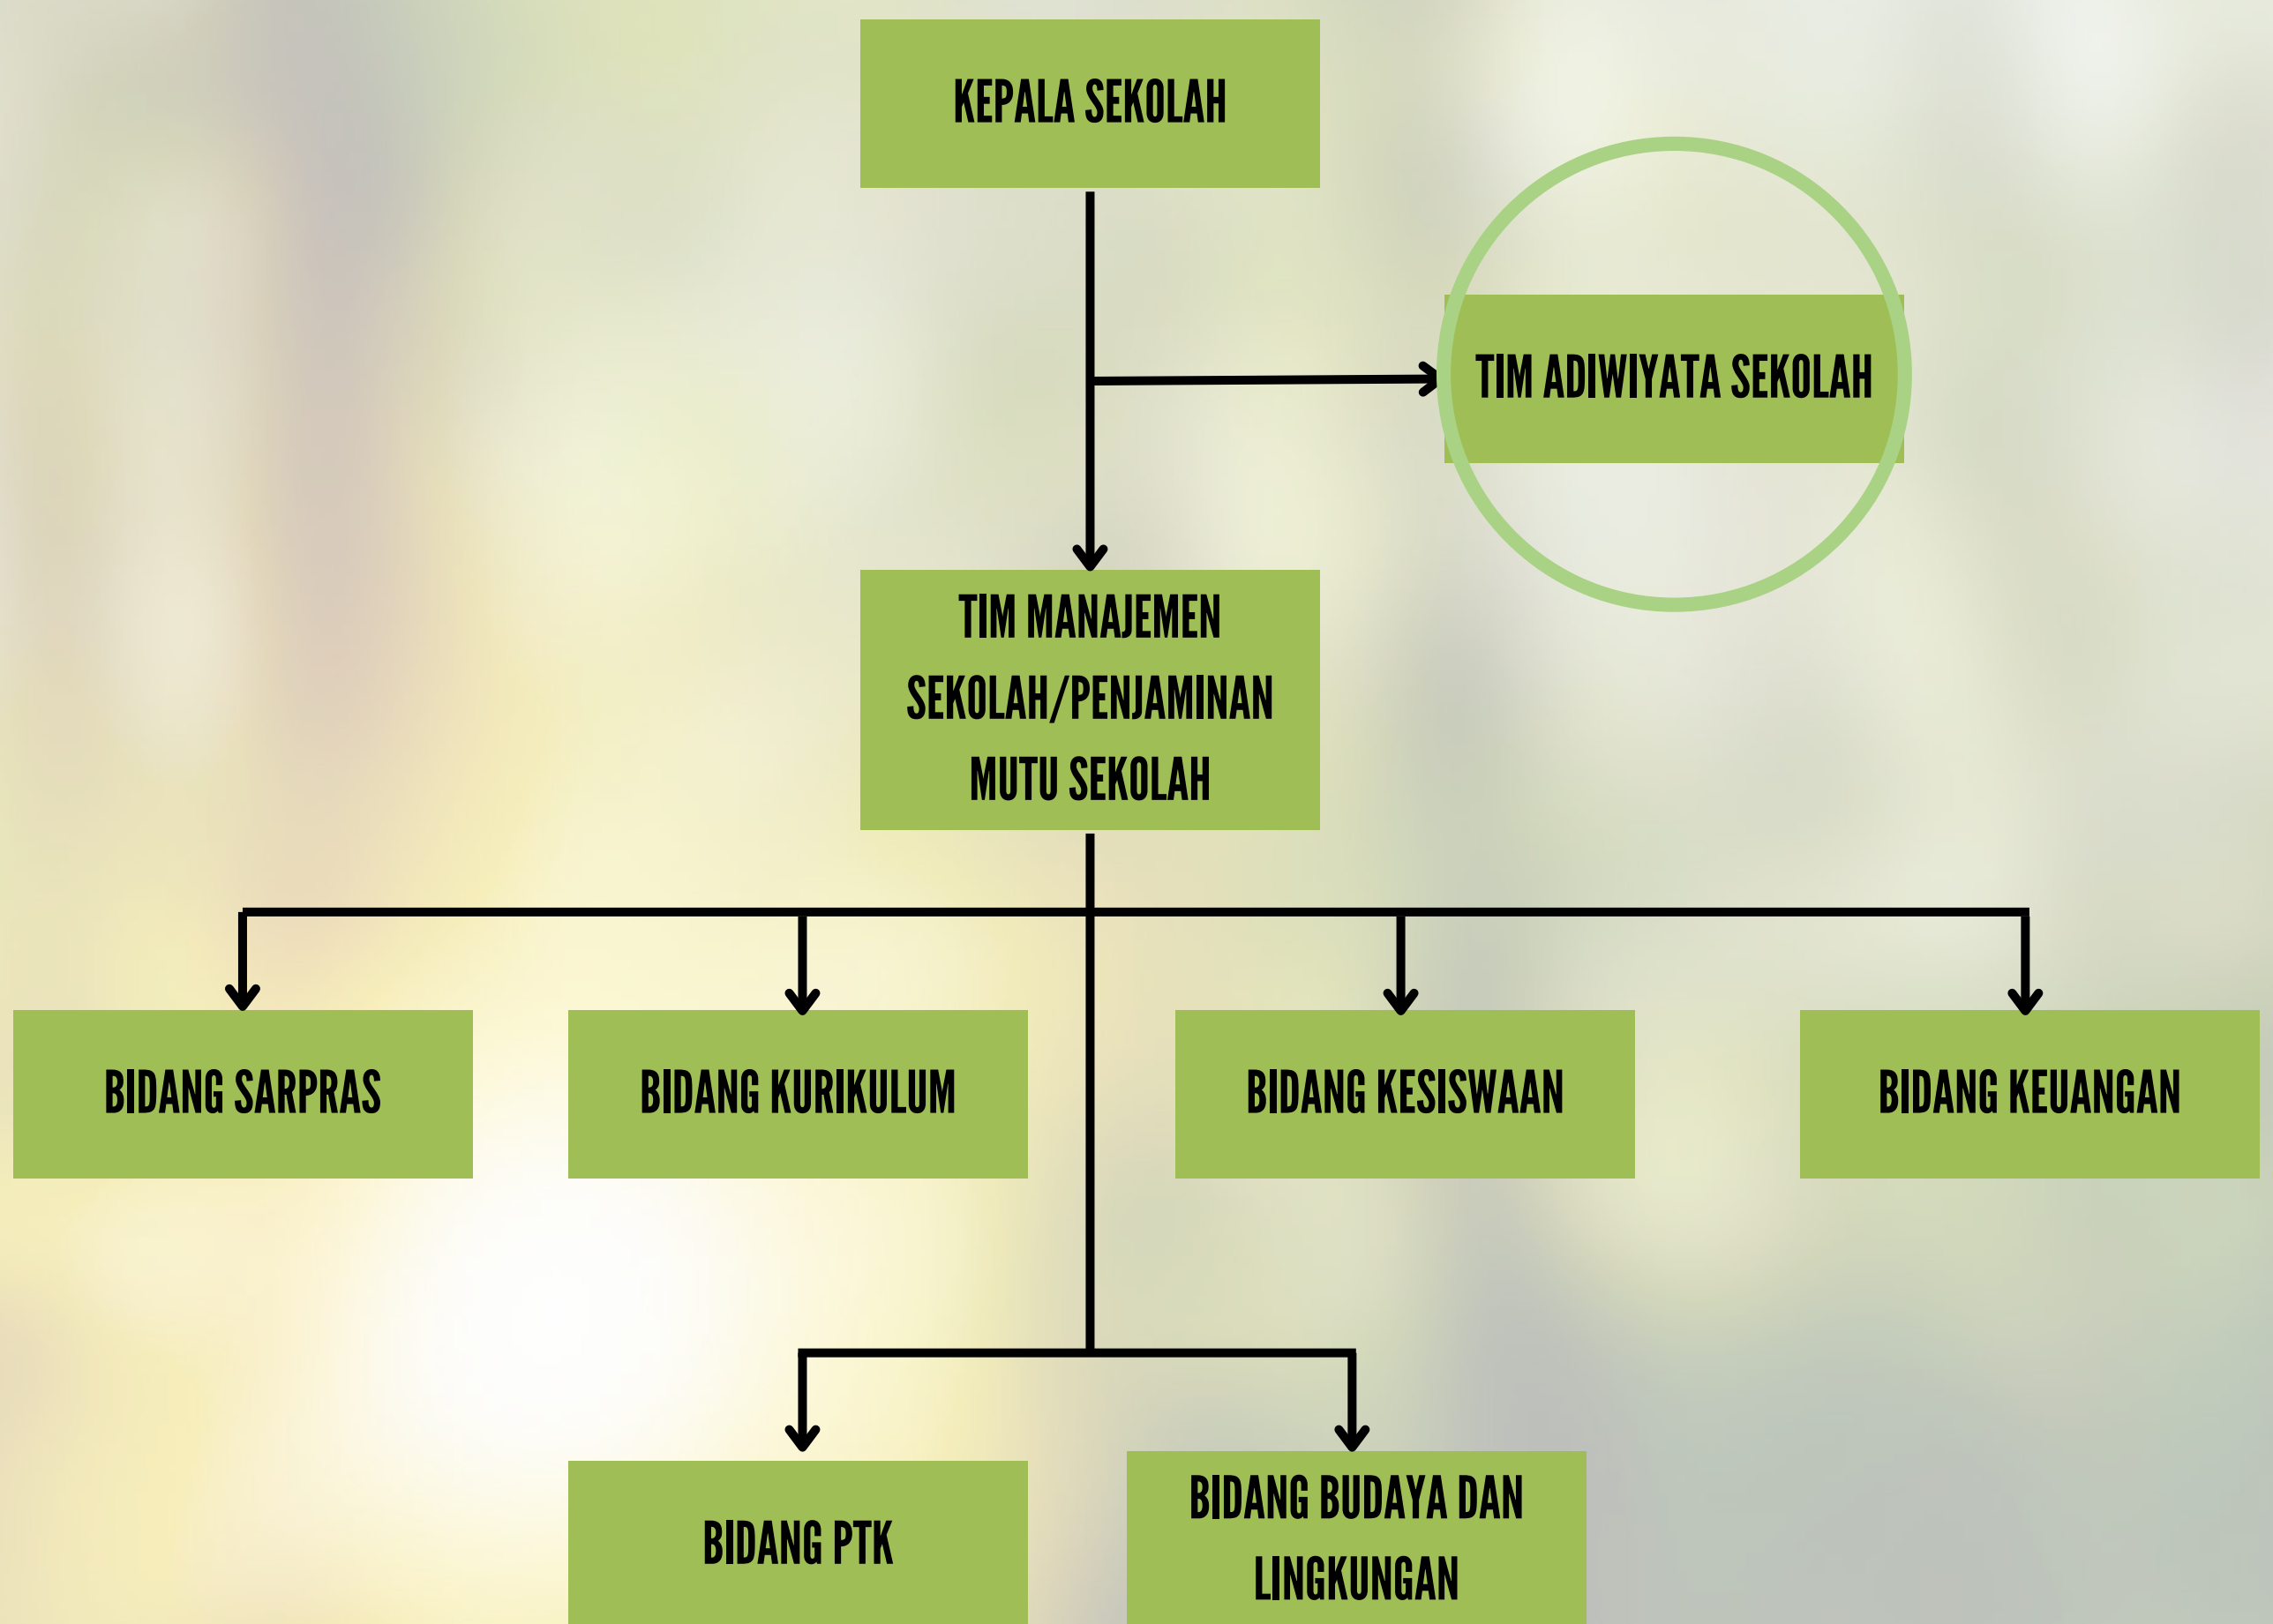 KEPALA SEKOLAH
TIM ADIWIYATA SEKOLAH
TIM MANAJEMEN
SEKOLAH/PENJAMINAN
MUTU SEKOLAH
BIDANG SARPRAS
BIDANG KURIKULUM
BIDANG KESISWAAN
BIDANG KEUANGAN
BIDANG PTK
BIDANG BUDAYA DAN
LINGKUNGAN